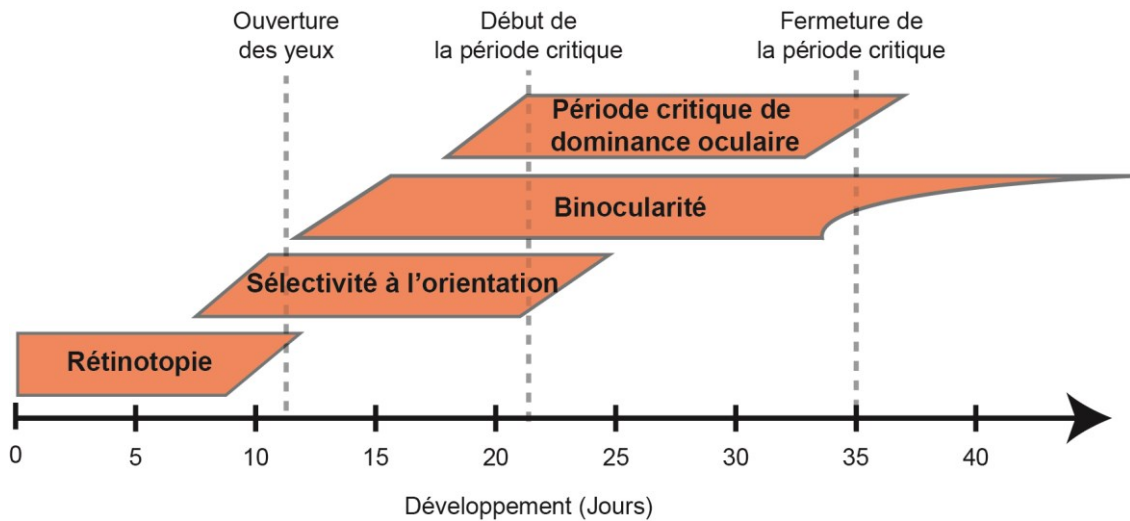 Ouverture
des yeux
Début de
la période critique
Fermeture de
la période critique
Période critique de
dominance oculaire
Binocularité
Sélectivité à l'orientation
Rétinotopie
0 5 10 15 20 25 30 35 40
Développement (Jours)